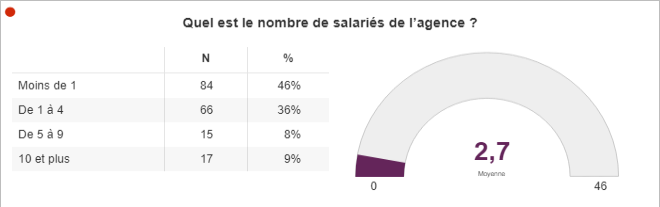 Quel est le nombre de salariés de l’agence ?
N %
Moins de 1 84 46%
De 1 à 4 66 36%
De 5 à 9 15 8%
10 et plus 17 9%
2,7
Moyenne
0 46